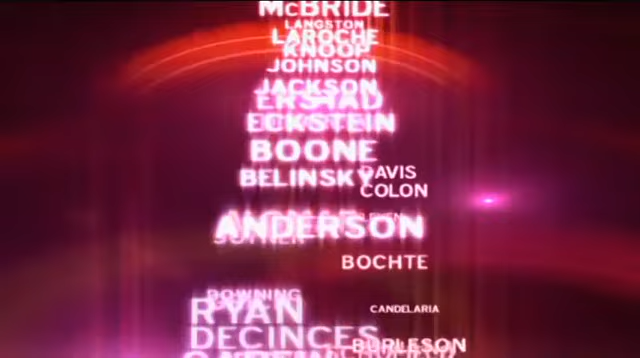 McBRIDE
LANGSTON
LAROCHE
KNOOP
JOHNSON
JACKSON
ERSTAD
ECKSTEIN
BOONE
BELINSKY
DAVIS
COLON
ANDERSON
BOCHTE
DOWNING
RYAN
CANDELARIA
DECINCES
BURLESON